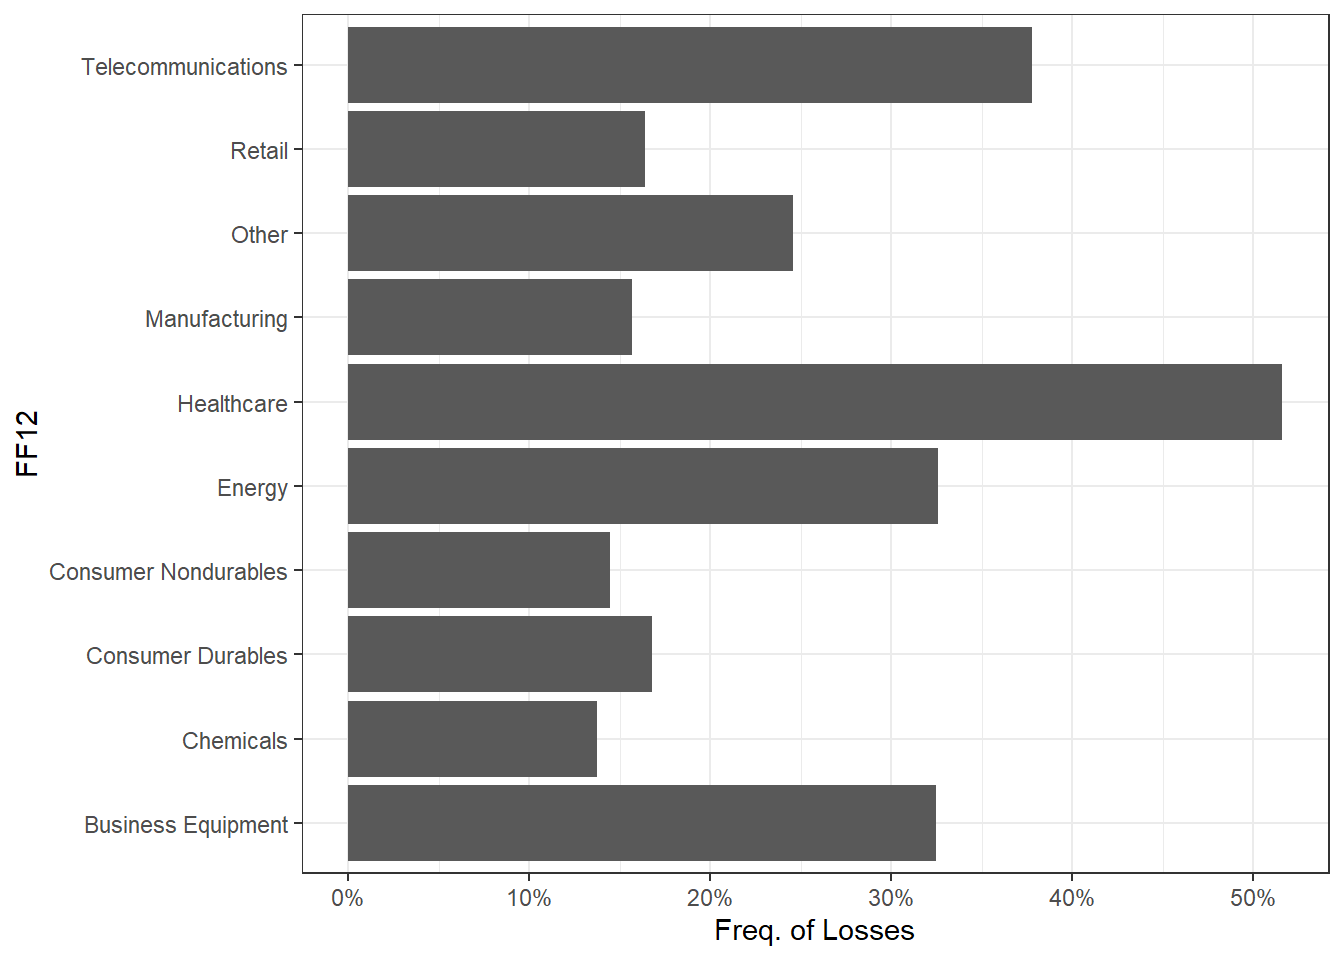 Telecommunications
Retail
Other
Manufacturing
Healthcare
Energy
Consumer Nondurables
Consumer Durables
Chemicals
Business Equipment
FF12
0% 10% 20% 30% 40% 50%
Freq. of Losses